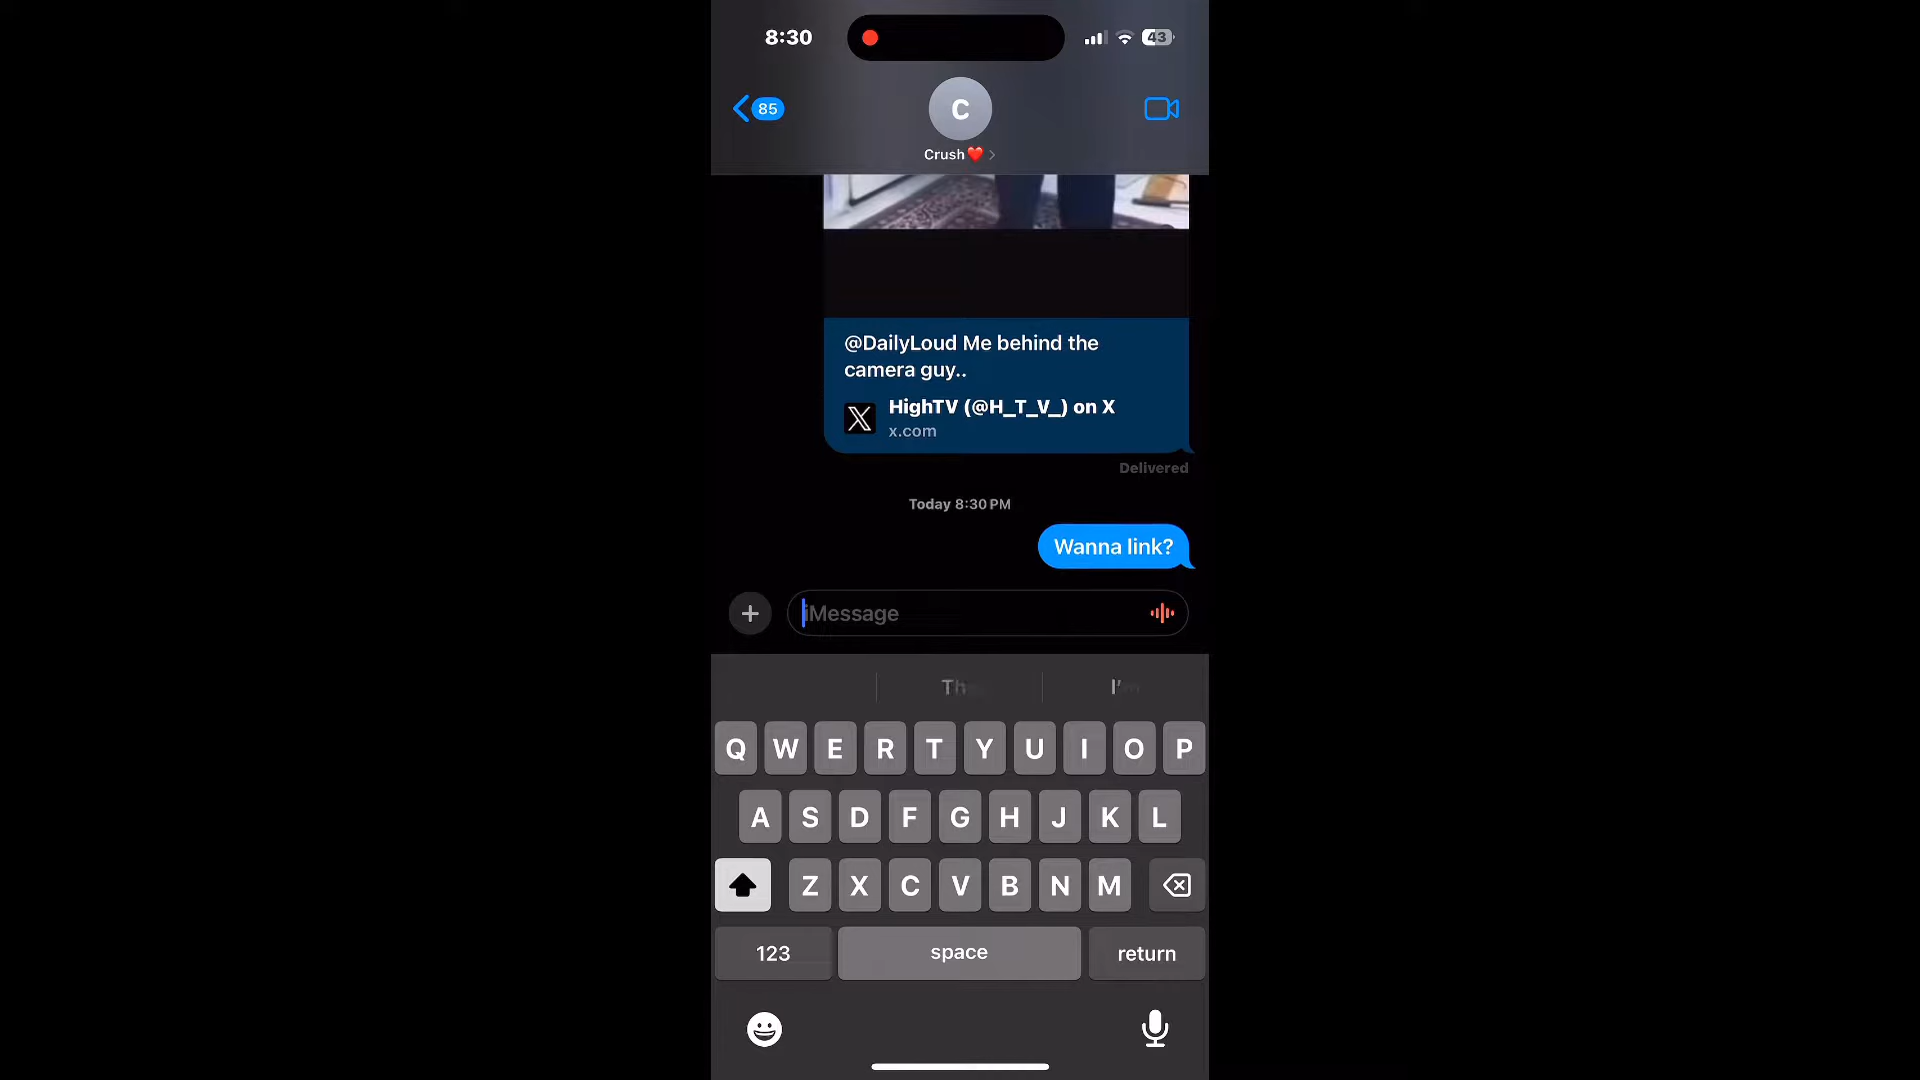 8:30
43
85
C
Crush❤️ >
@DailyLoud Me behind the
camera guy..
HighTV (@H_T_V_) on X
x.com
Delivered
Today 8:30 PM
Wanna link?
iMessage
I'm
Q W E R T Y U I O P
A S D F G H J K L
Z X C V B N M
123 space return